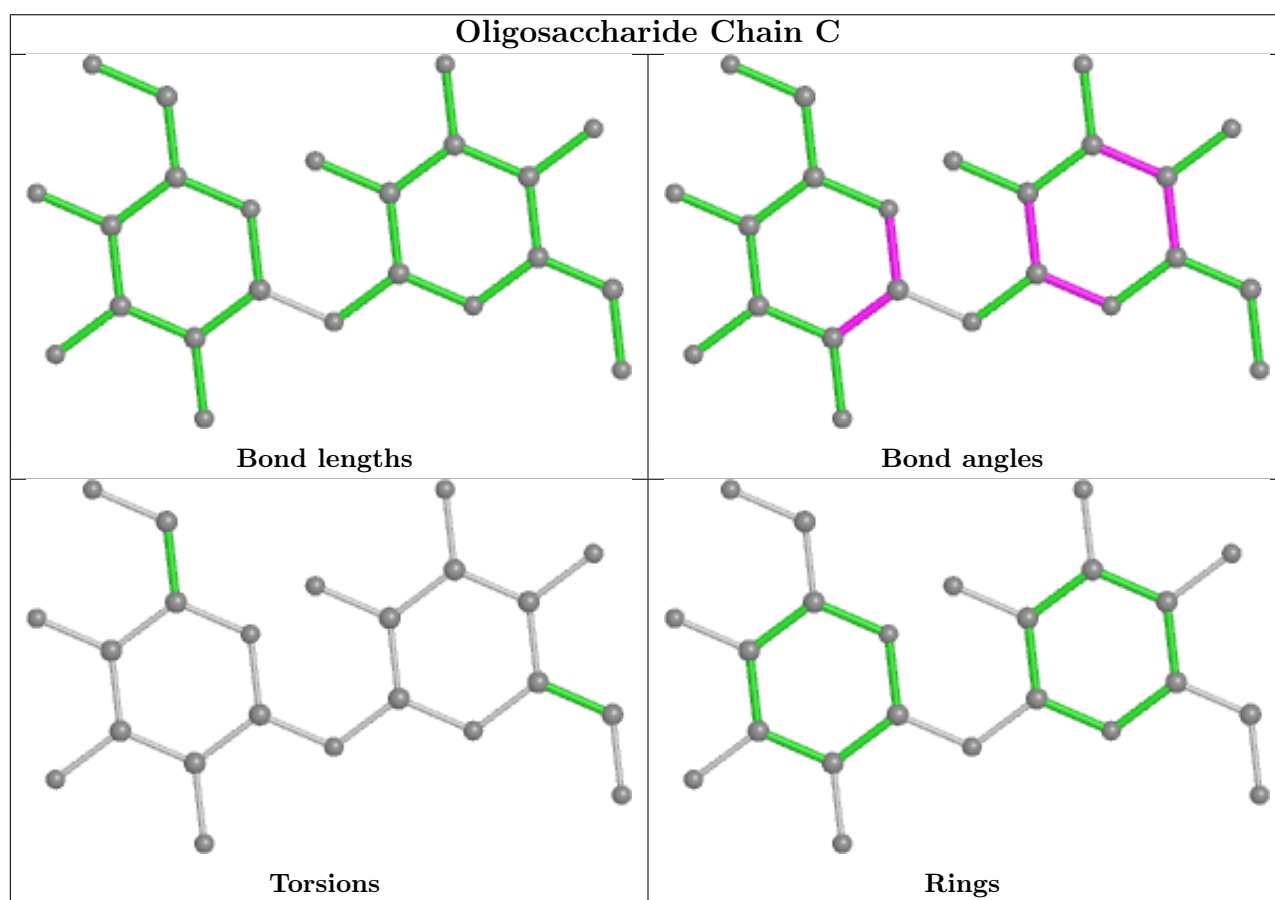 Oligosaccharide Chain C
Bond lengths
Bond angles
Torsions
Rings